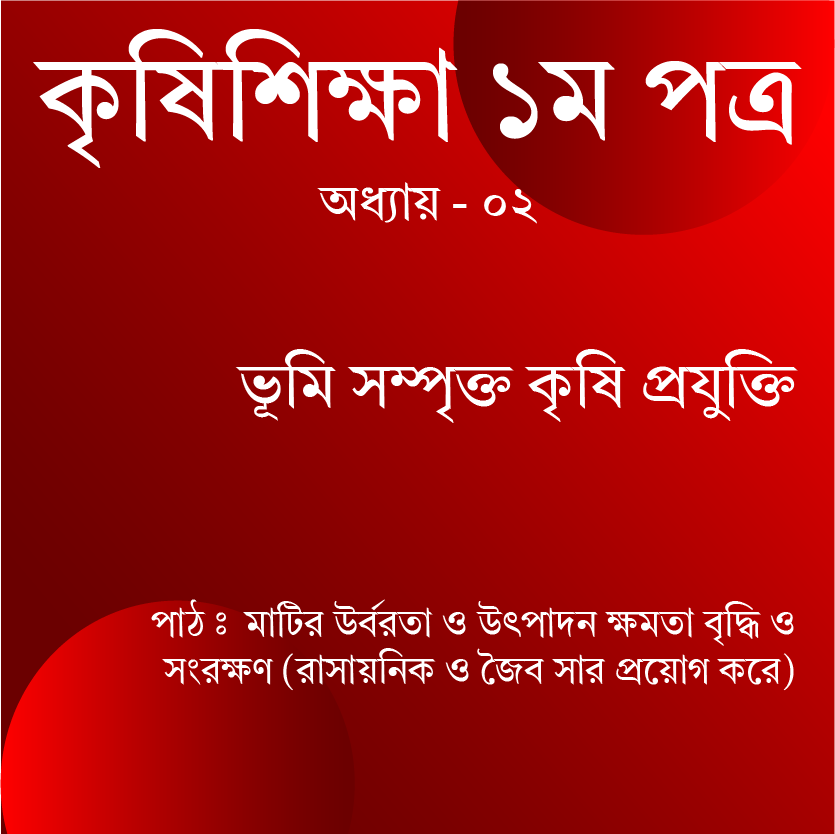 কৃষিশিক্ষা ১ম পত্র
অধ্যায় - ০২
ভূমি সম্পৃক্ত কৃষি প্রযুক্তি
পাঠ ঃ মাটির উর্বরতা ও উৎপাদন ক্ষমতা বৃদ্ধি ও
সংরক্ষণ (রাসায়নিক ও জৈব সার প্রয়োগ করে)